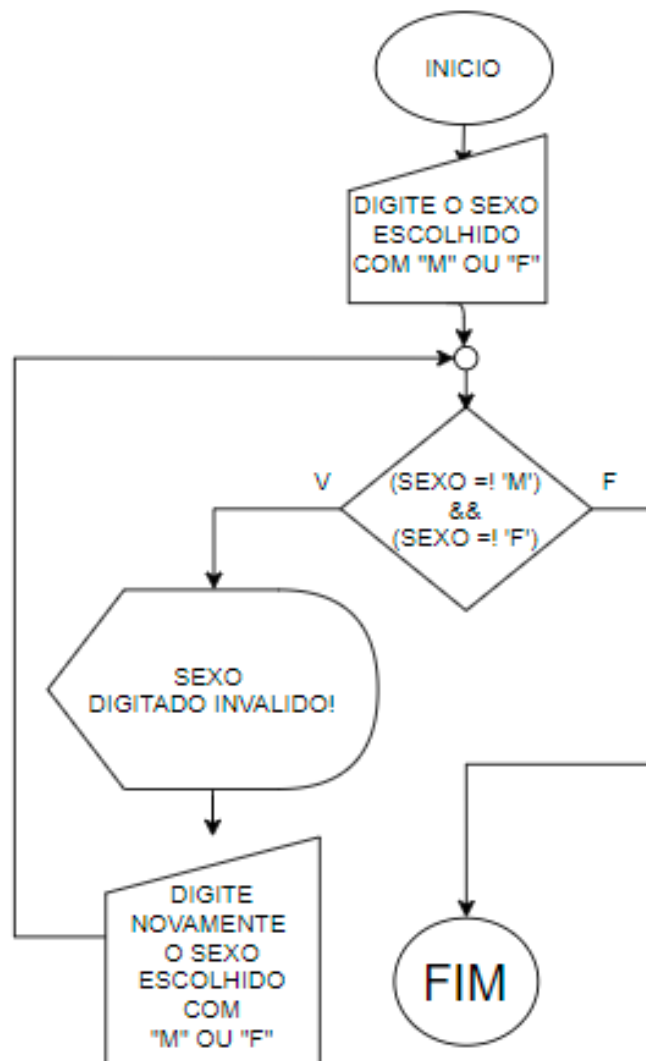 INICIO
DIGITE O SEXO
ESCOLHIDO
COM "M" OU "F"
V
(SEXO =! 'M')
&&
(SEXO =! 'F')
F
SEXO
DIGITADO INVALIDO!
DIGITE
NOVAMENTE
O SEXO
ESCOLHIDO
COM
"M" OU "F"
FIM